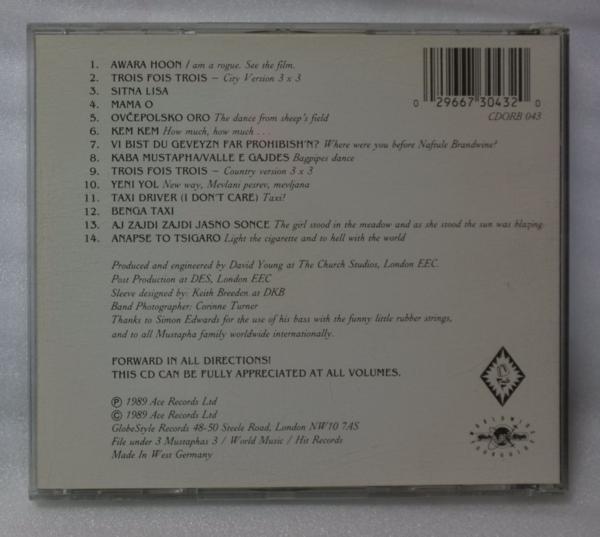 1. AWARA HOON I am a rogue. See the film.
2. TROIS FOIS TROIS – City Version 3 x 3
3. SITNA LISA
4. MAMA O
5. OVČEPOLSKO ORO The dance from sheep's field
6. KEM KEM How much, how much . . .
7. VI BIST DU GEVEYZN FAR PROHIBISH'N? Where were you before Naftule Brandwine?
8. KABA MUSTAPHA/VALLE E GAJDES Bagpipes dance
9. TROIS FOIS TROIS – Country version 3 x 3
10. YENI YOL New way, Mevlani pesrev, mevljana
11. TAXI DRIVER (I DON'T CARE) Taxi!
12. BENGA TAXI
13. AJ ZAJDI ZAJDI JASNO SONCE The girl stood in the meadow and as she stood the sun was blazing
14. ANAPSE TO TSIGARO Light the cigarette and to hell with the world
0 29667 30432 0
CDORB 043
Produced and engineered by David Young at The Church Studios, London EEC.
Post Production at DES, London EEC
Sleeve designed by: Keith Breeden at DKB
Band Photographer: Corinne Turner
Thanks to Simon Edwards for the use of his bass with the funny little rubber strings,
and to all Mustapha family worldwide internationally.
FORWARD IN ALL DIRECTIONS!
THIS CD CAN BE FULLY APPRECIATED AT ALL VOLUMES.
℗ 1989 Ace Records Ltd
© 1989 Ace Records Ltd
GlobeStyle Records 48-50 Steele Road, London NW10 7AS
File under 3 Mustaphas 3 / World Music / Hit Records
Made In West Germany
WORLDWIDE